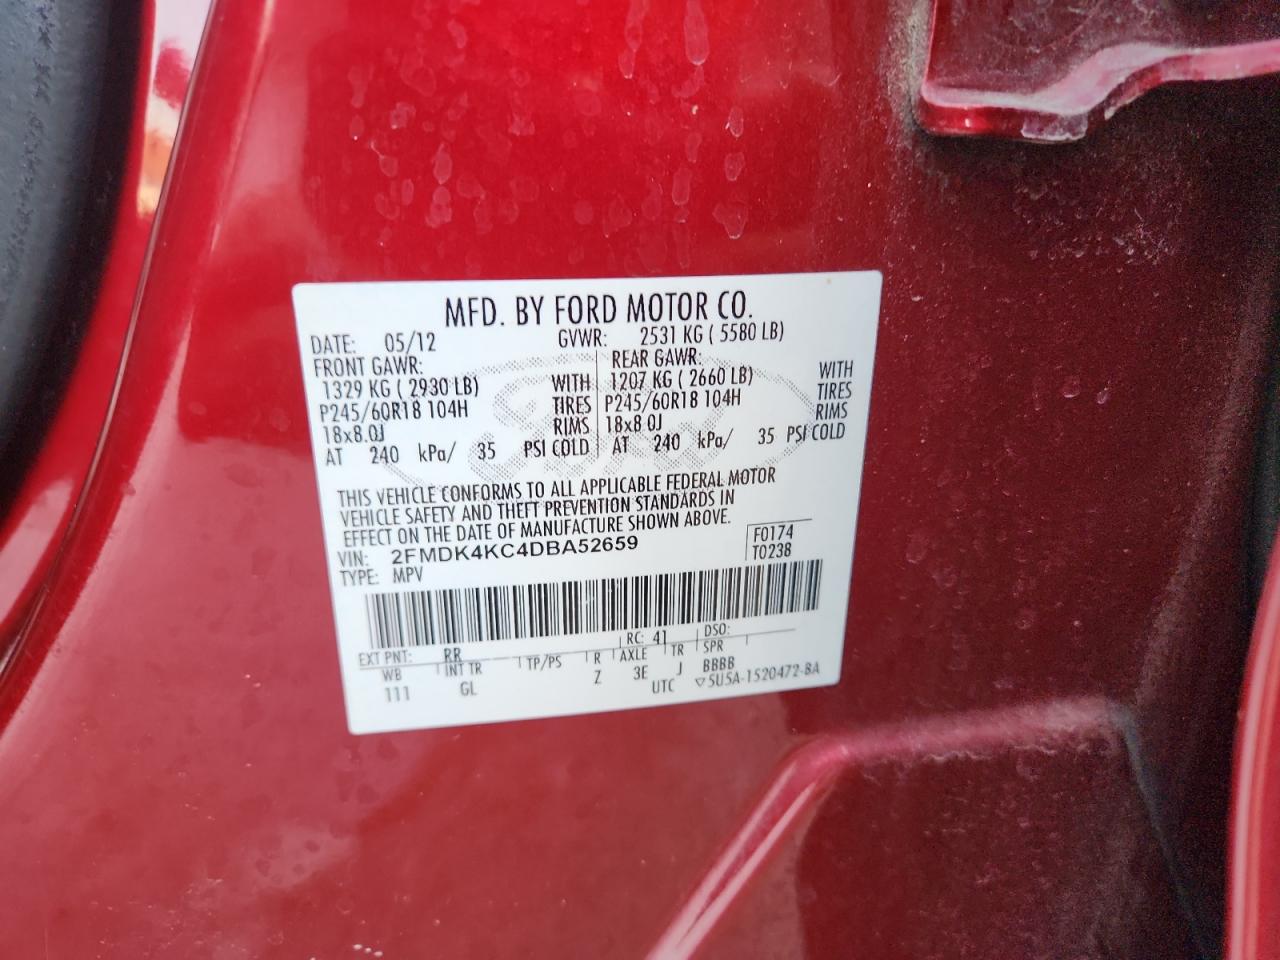 MFD. BY FORD MOTOR CO.
DATE: 05/12 GVWR: 2531 KG ( 5580 LB)
FRONT GAWR: REAR GAWR:
1329 KG ( 2930 LB) WITH 1207 KG ( 2660 LB) WITH
P245/60R18 104H TIRES P245/60R18 104H TIRES
18x8.0J RIMS 18x8.0J RIMS
AT 240 kPa/ 35 PSI COLD AT 240 kPa/ 35 PSI COLD
Ford
THIS VEHICLE CONFORMS TO ALL APPLICABLE FEDERAL MOTOR
VEHICLE SAFETY AND THEFT PREVENTION STANDARDS IN
EFFECT ON THE DATE OF MANUFACTURE SHOWN ABOVE.
VIN: 2FMDK4KC4DBA52659 F0174
TYPE: MPV T0238
EXT PNT: RR RC: 41 DSO:
WB INT TR TP/PS R AXLE TR SPR
111 GL Z 3E J BBBB
UTC ▽5U5A-1520472-BA